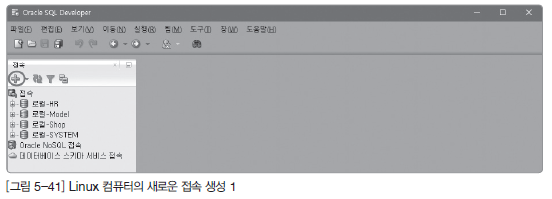 Oracle SQL Developer
파일(F) 편집(E) 보기(V) 이동(N) 실행(R) 팀(M) 도구(T) 창(W) 도움말(H)
접속
접속
로컬-HR
로컬-Model
로컬-Shop
로컬-SYSTEM
Oracle NoSQL 접속
데이터베이스 스키마 서비스 접속
[그림 5-41] Linux 컴퓨터의 새로운 접속 생성 1